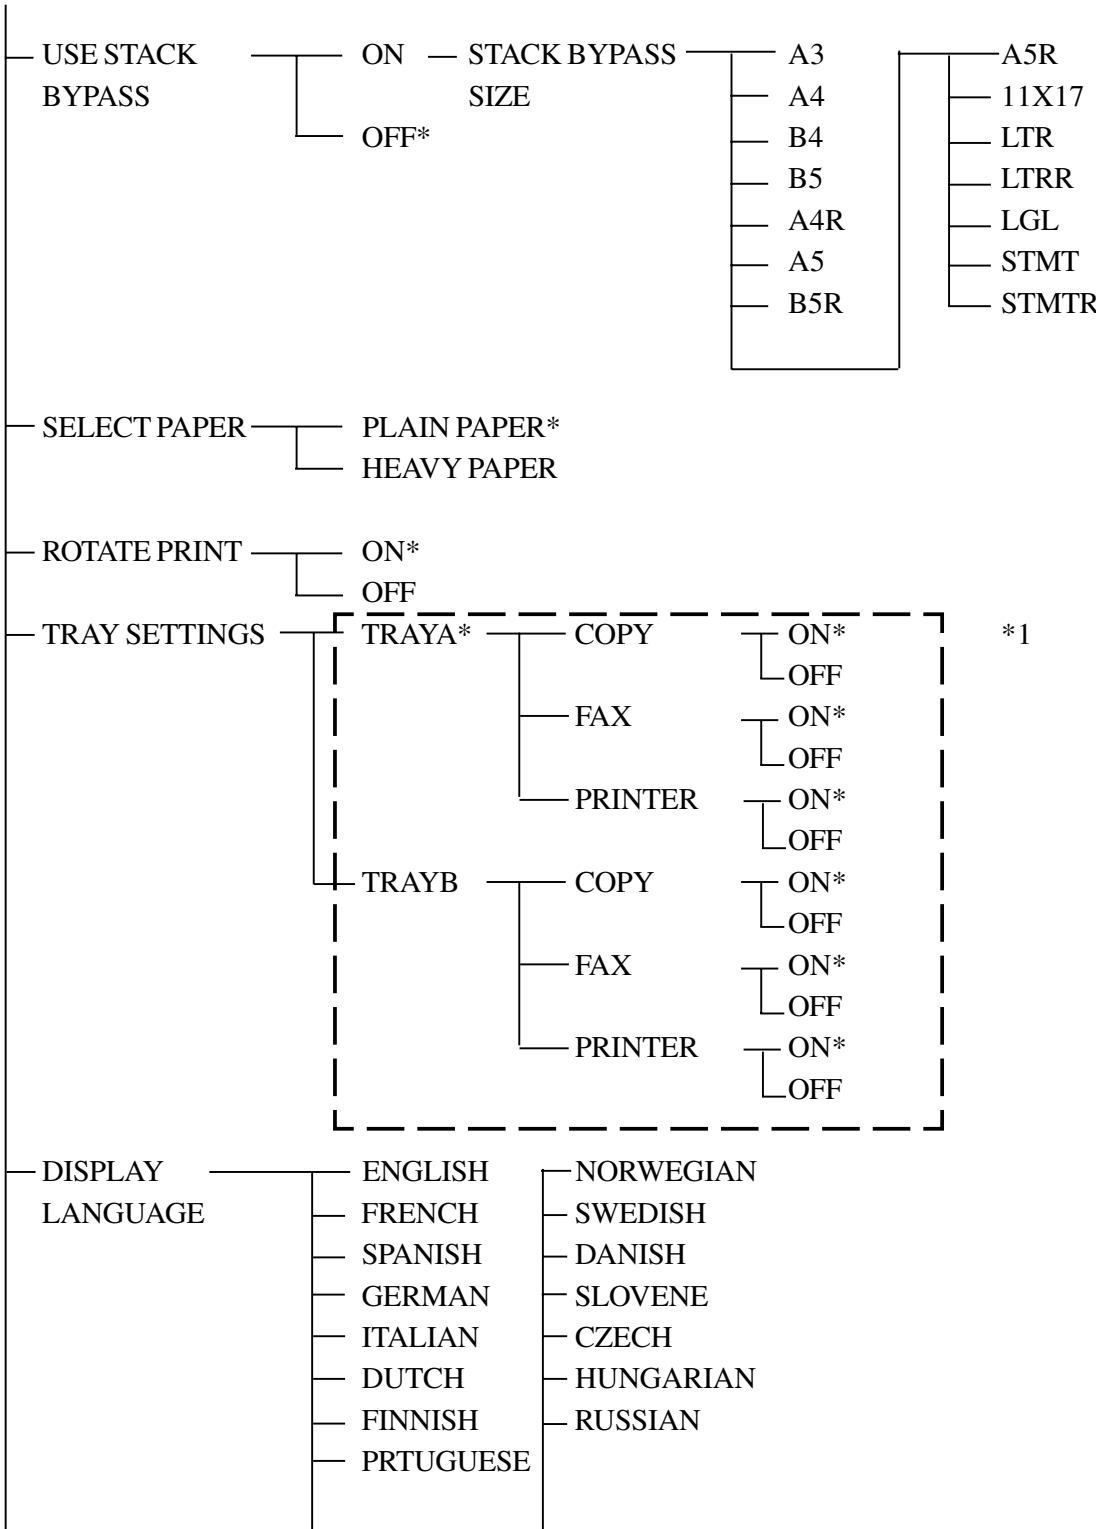 USE STACK BYPASS ON STACK BYPASS SIZE A3 A5R
A4 11X17
OFF* B4 LTR
B5 LTRR
A4R LGL
A5 STMT
B5R STMTR
SELECT PAPER PLAIN PAPER*
HEAVY PAPER
ROTATE PRINT ON*
OFF
TRAY SETTINGS TRAYA* COPY ON* *1
OFF
FAX ON*
OFF
PRINTER ON*
OFF
TRAYB COPY ON*
OFF
FAX ON*
OFF
PRINTER ON*
OFF
DISPLAY LANGUAGE ENGLISH NORWEGIAN
FRENCH SWEDISH
SPANISH DANISH
GERMAN SLOVENE
ITALIAN CZECH
DUTCH HUNGARIAN
FINNISH RUSSIAN
PRTUGUESE